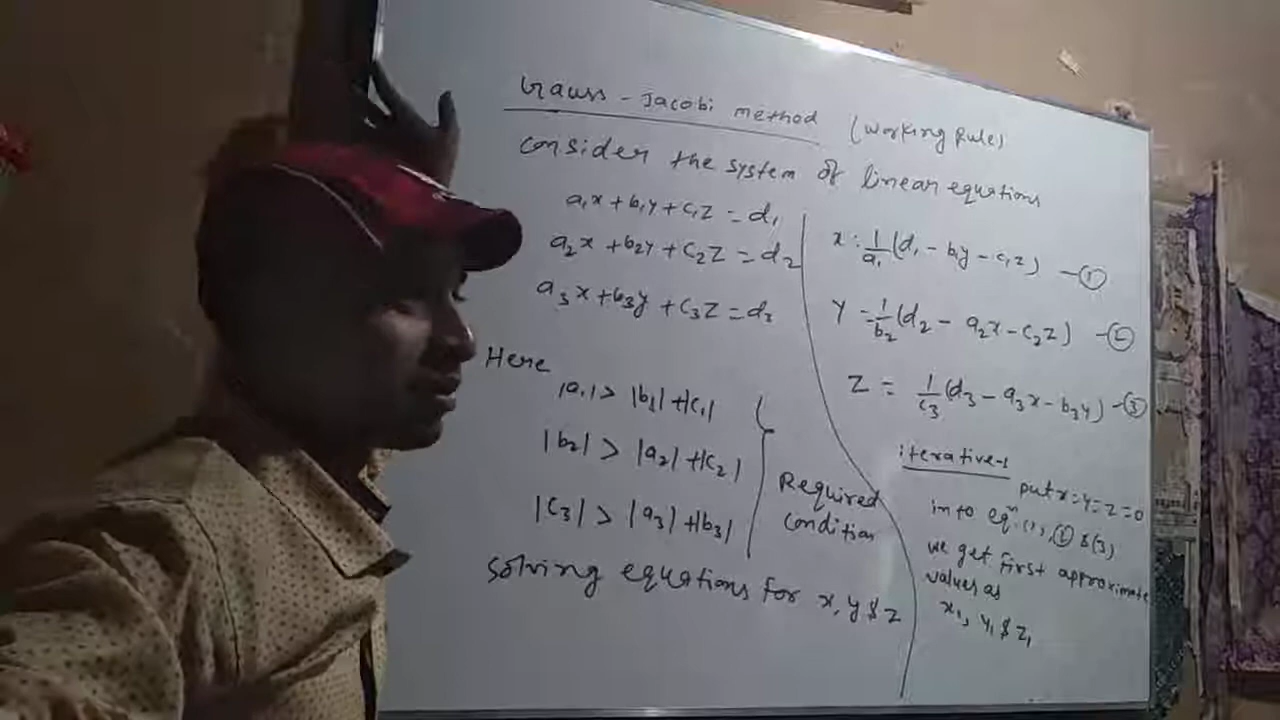 Gauss-Jacobi method (Working Rule)
Consider the system of linear equations
a₁x + b₁y + c₁z = d₁
a₂x + b₂y + c₂z = d₂
a₃x + b₃y + c₃z = d₃
Here
|a₁| > |b₁| + |c₁|
|b₂| > |a₂| + |c₂|
|c₃| > |a₃| + |b₃|
Required
Condition
solving equations for x, y & z
x = 1/a₁ (d₁ - b₁y - c₁z) -①
Y = 1/b₂ (d₂ - a₂x - c₂z) -②
Z = 1/c₃ (d₃ - a₃x - b₃y) -③
iterative-1
put x = y = z = 0
into eqⁿ. (1), ② & (3)
we get first approximate
values as
x₁, y₁ & z₁